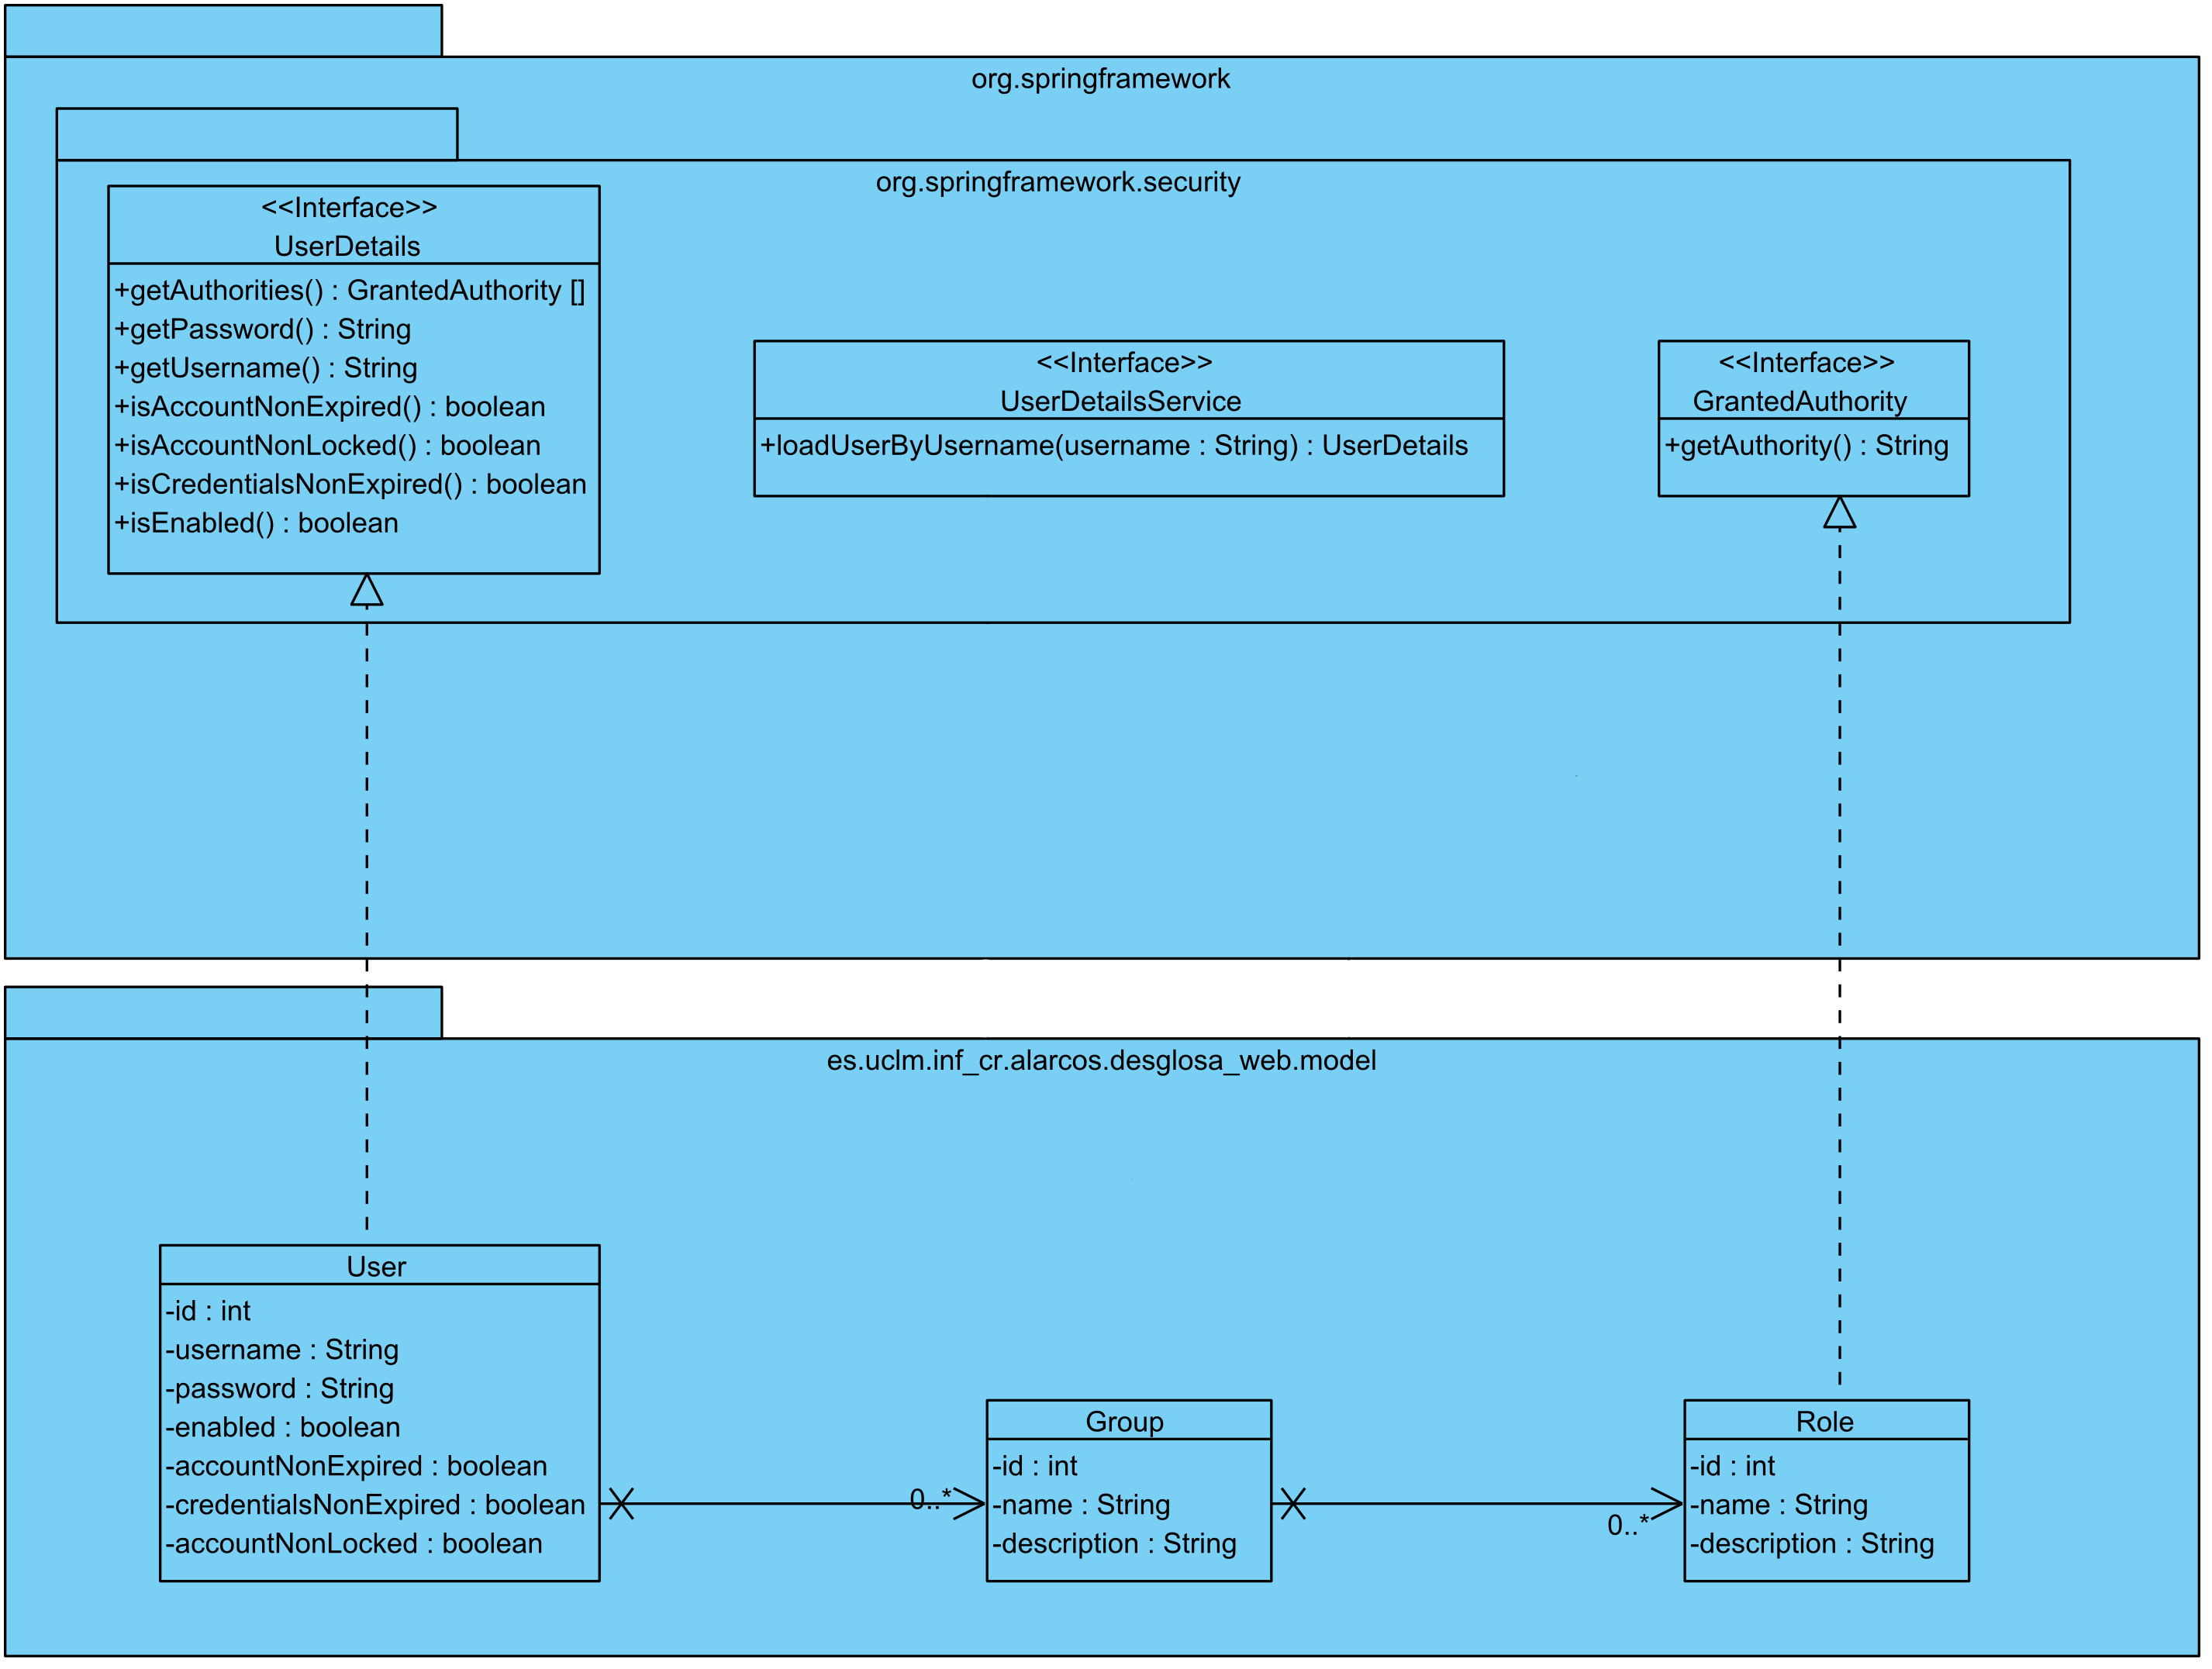 org.springframework
org.springframework.security
<<Interface>>
UserDetails
+getAuthorities() : GrantedAuthority []
+getPassword() : String
+getUsername() : String
+isAccountNonExpired() : boolean
+isAccountNonLocked() : boolean
+isCredentialsNonExpired() : boolean
+isEnabled() : boolean
<<Interface>>
UserDetailsService
+loadUserByUsername(username : String) : UserDetails
<<Interface>>
GrantedAuthority
+getAuthority() : String
es.uclm.inf_cr.alarcos.desglosa_web.model
User
-id : int
-username : String
-password : String
-enabled : boolean
-accountNonExpired : boolean
-credentialsNonExpired : boolean
-accountNonLocked : boolean
0..*
Group
-id : int
-name : String
-description : String
0..*
Role
-id : int
-name : String
-description : String